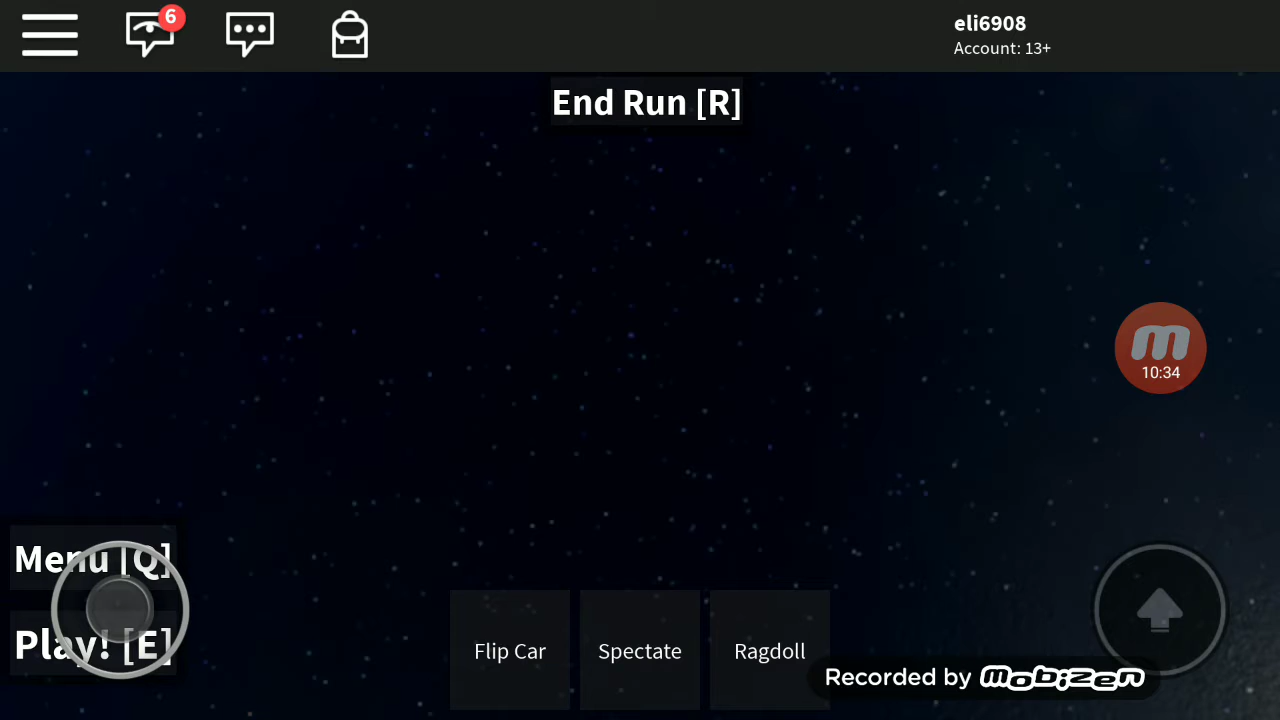 6
eli6908
Account: 13+
End Run [R]
10:34
Menu [Q]
Play! [E]
Flip Car
Spectate
Ragdoll
Recorded by mobizen